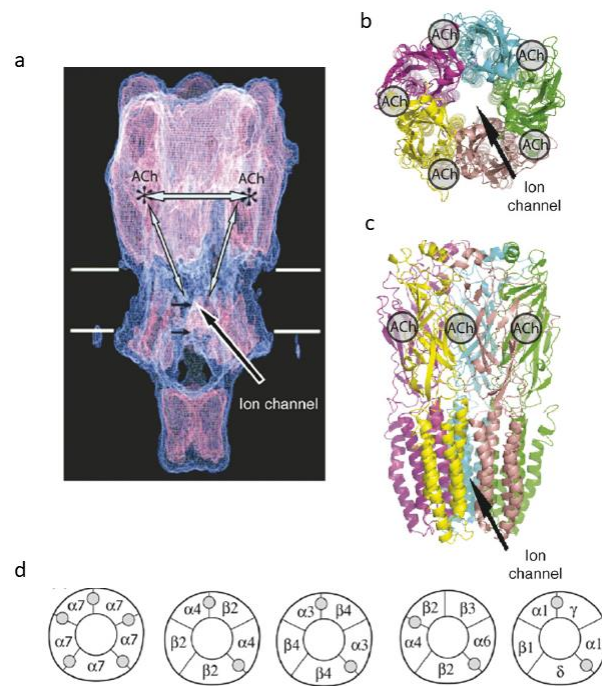 a
ACh ACh
Ion channel
b
ACh ACh
ACh
ACh ACh
Ion
channel
c
ACh ACh ACh
Ion
channel
d
α7 α7
α7 α7
α7
α4 β2
β2 α4
β2
α3 β4
β4 α3
β4
β2 β3
α4 α6
β2
α1 γ
β1 α1
δ